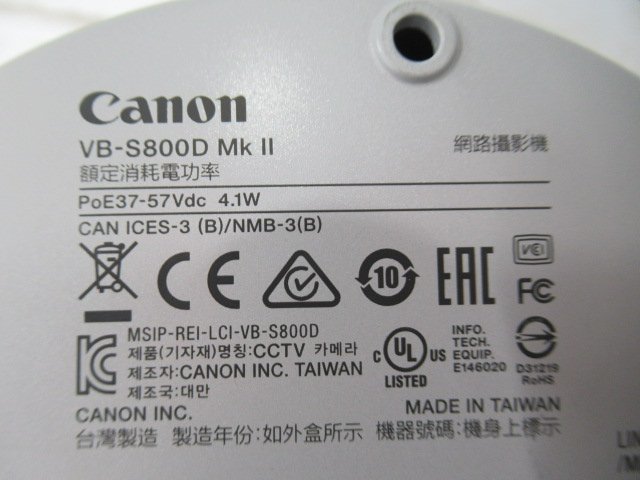 Canon
VB-S800D Mk II 網路攝影機
額定消耗電功率
PoE37-57Vdc 4.1W
CAN ICES-3 (B)/NMB-3(B)
CE 10 EAC VCI FC
MSIP-REI-LCI-VB-S800D
제품(기자재)명칭:CCTV 카메라
제조자:CANON INC. TAIWAN
제조국:대만
C UL US
LISTED
INFO.
TECH.
EQUIP.
E146020
D31219
RoHS
CANON INC. MADE IN TAIWAN
台灣製造 製造年份:如外盒所示 機器號碼:機身上標示